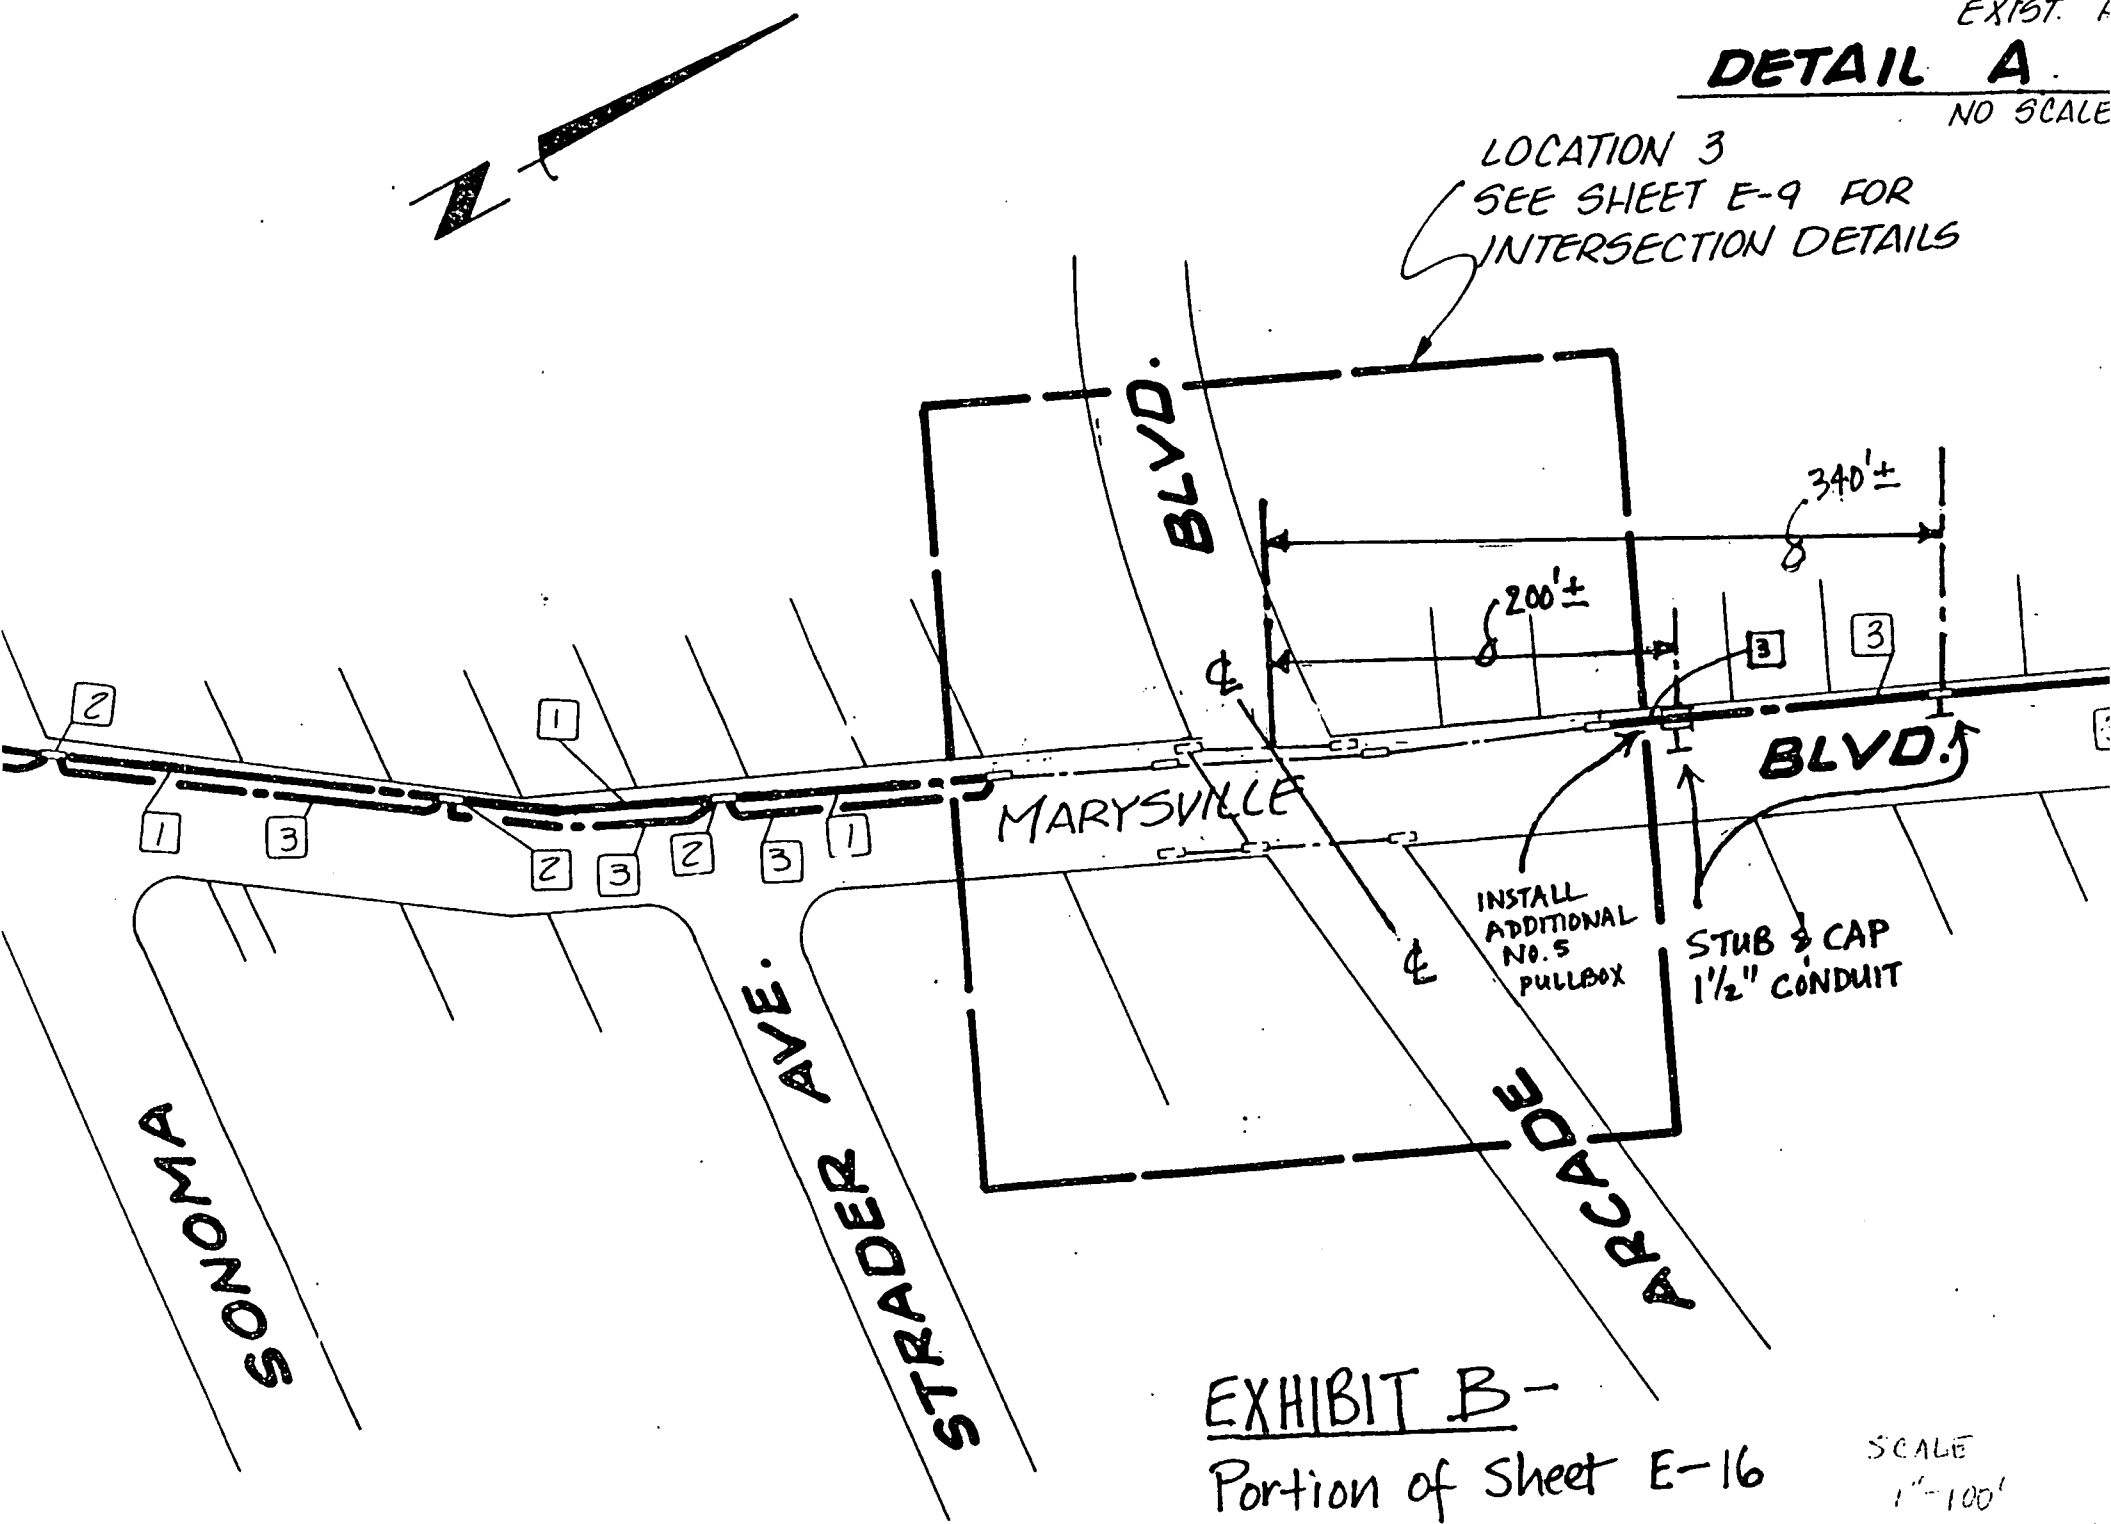 EXIST.
DETAIL A
NO SCALE
N
LOCATION 3
SEE SHEET E-9 FOR
INTERSECTION DETAILS
BLVD.
340'±
200'±
3
3
℄
2
1
1
3
2
3
2
3
1
MARYSVILLE
BLVD.
INSTALL
ADDITIONAL
NO. 5
PULLBOX
℄
STUB & CAP
1 1/2" CONDUIT
SONOMA
STRADER AVE.
ARCADE
EXHIBIT B -
Portion of Sheet E-16
SCALE
1"-100'